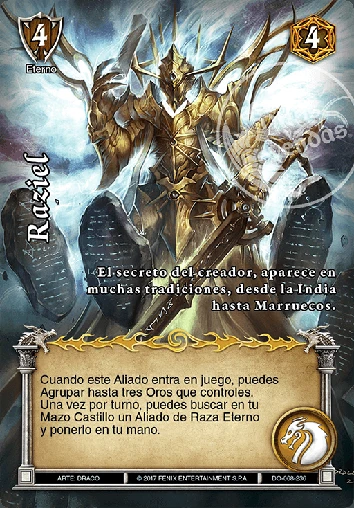 4
4
Eterno
Raziel
El secreto del creador, aparece en
muchas tradiciones, desde la India
hasta Marruecos.
Cuando este Aliado entra en juego, puedes
Agrupar hasta tres Oros que controles.
Una vez por turno, puedes buscar en tu
Mazo Castillo un Aliado de Raza Eterno
y ponerlo en tu mano.
ARTE: DRACO
© 2017 FENIX ENTERTAINMENT S.P.A.